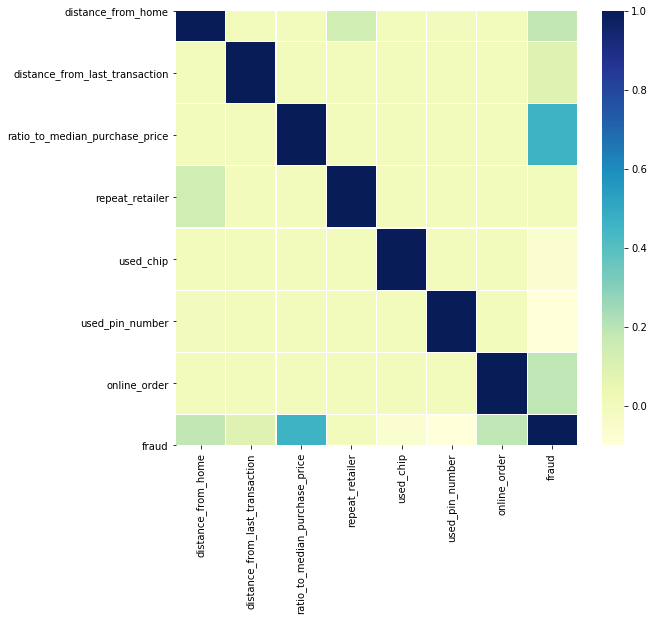 distance_from_home
distance_from_last_transaction
ratio_to_median_purchase_price
repeat_retailer
used_chip
used_pin_number
online_order
fraud
distance_from_home
distance_from_last_transaction
ratio_to_median_purchase_price
repeat_retailer
used_chip
used_pin_number
online_order
fraud
1.0
0.8
0.6
0.4
0.2
0.0